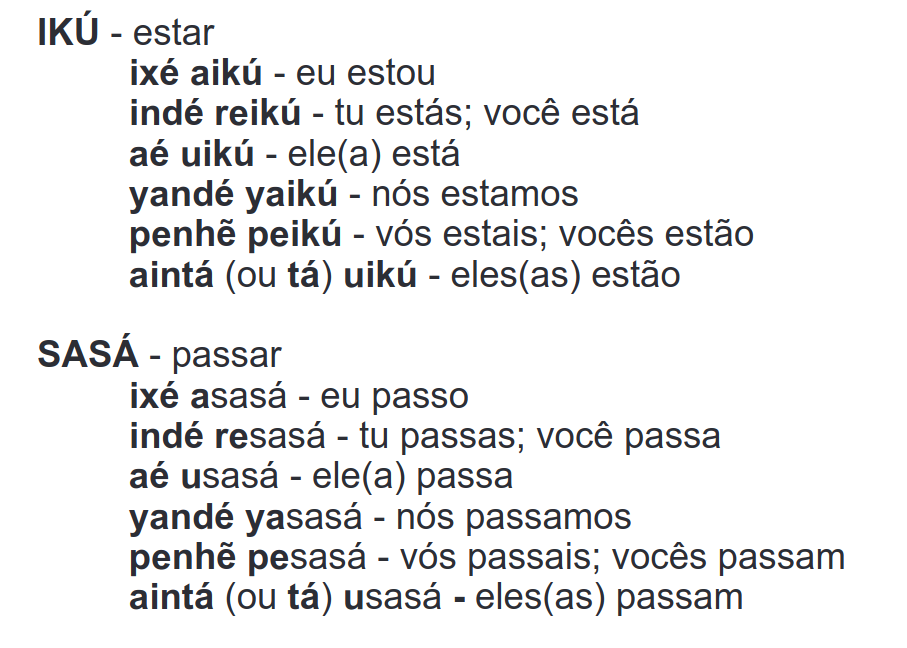 IKÚ - estar
ixé aikú - eu estou
indé reikú - tu estás; você está
aé uikú - ele(a) está
yandé yaikú - nós estamos
penhẽ peikú - vós estais; vocês estão
aintá (ou tá) uikú - eles(as) estão
SASÁ - passar
ixé asasá - eu passo
indé resasá - tu passas; você passa
aé usasá - ele(a) passa
yandé yasasá - nós passamos
penhẽ pesasá - vós passais; vocês passam
aintá (ou tá) usasá - eles(as) passam